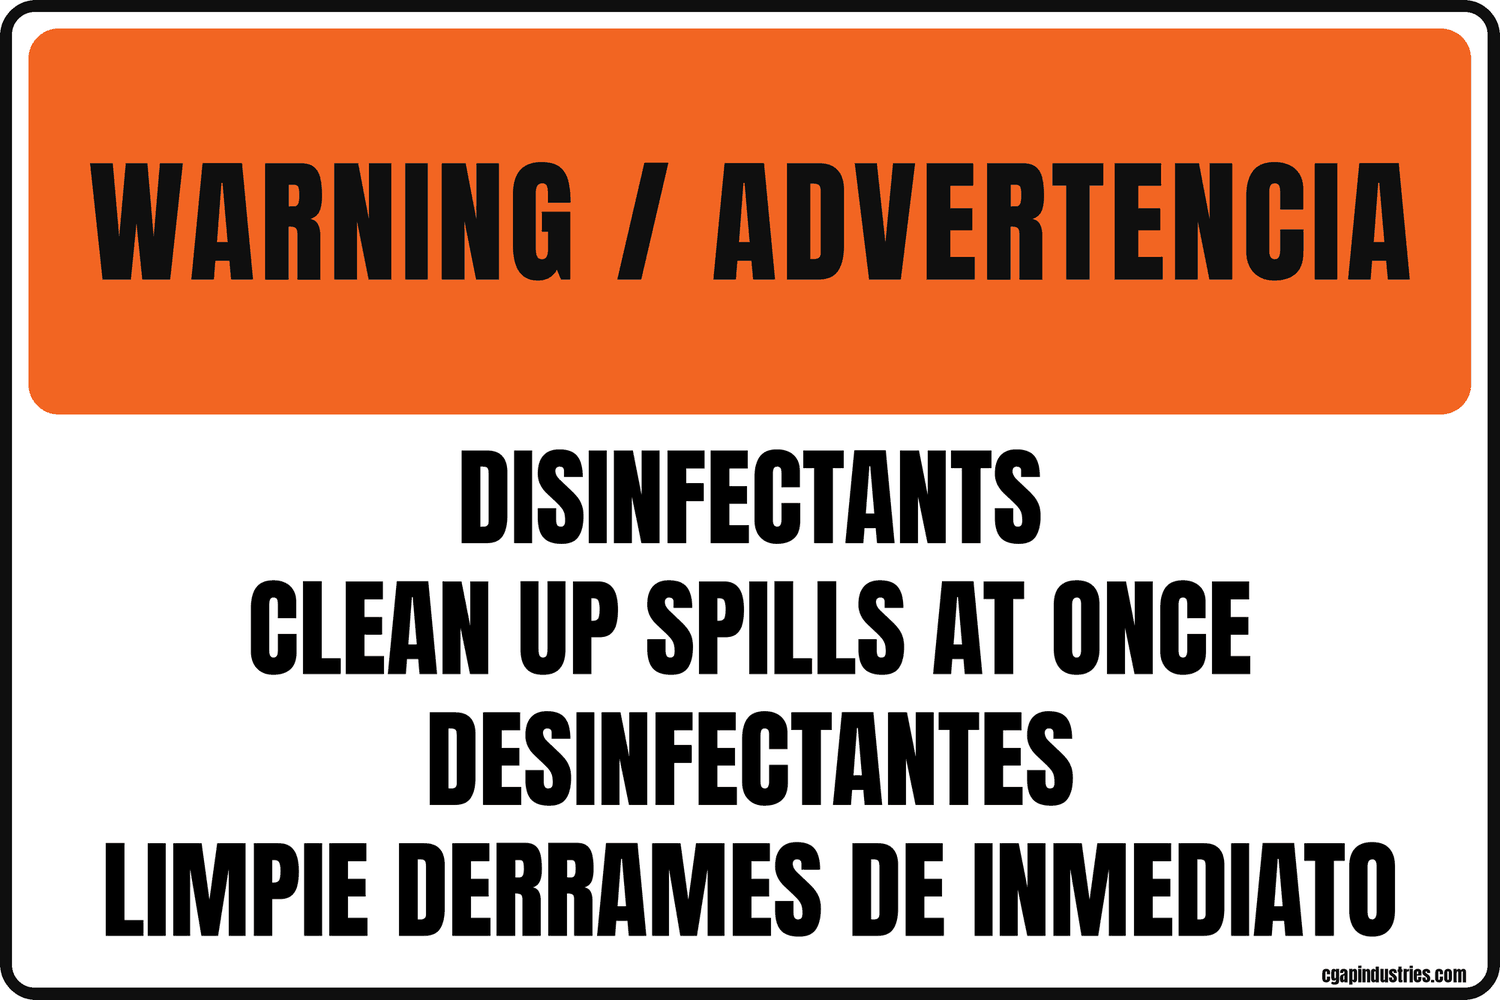 WARNING / ADVERTENCIA
DISINFECTANTS
CLEAN UP SPILLS AT ONCE
DESINFECTANTES
LIMPIE DERRAMES DE INMEDIATO
cgapindustries.com